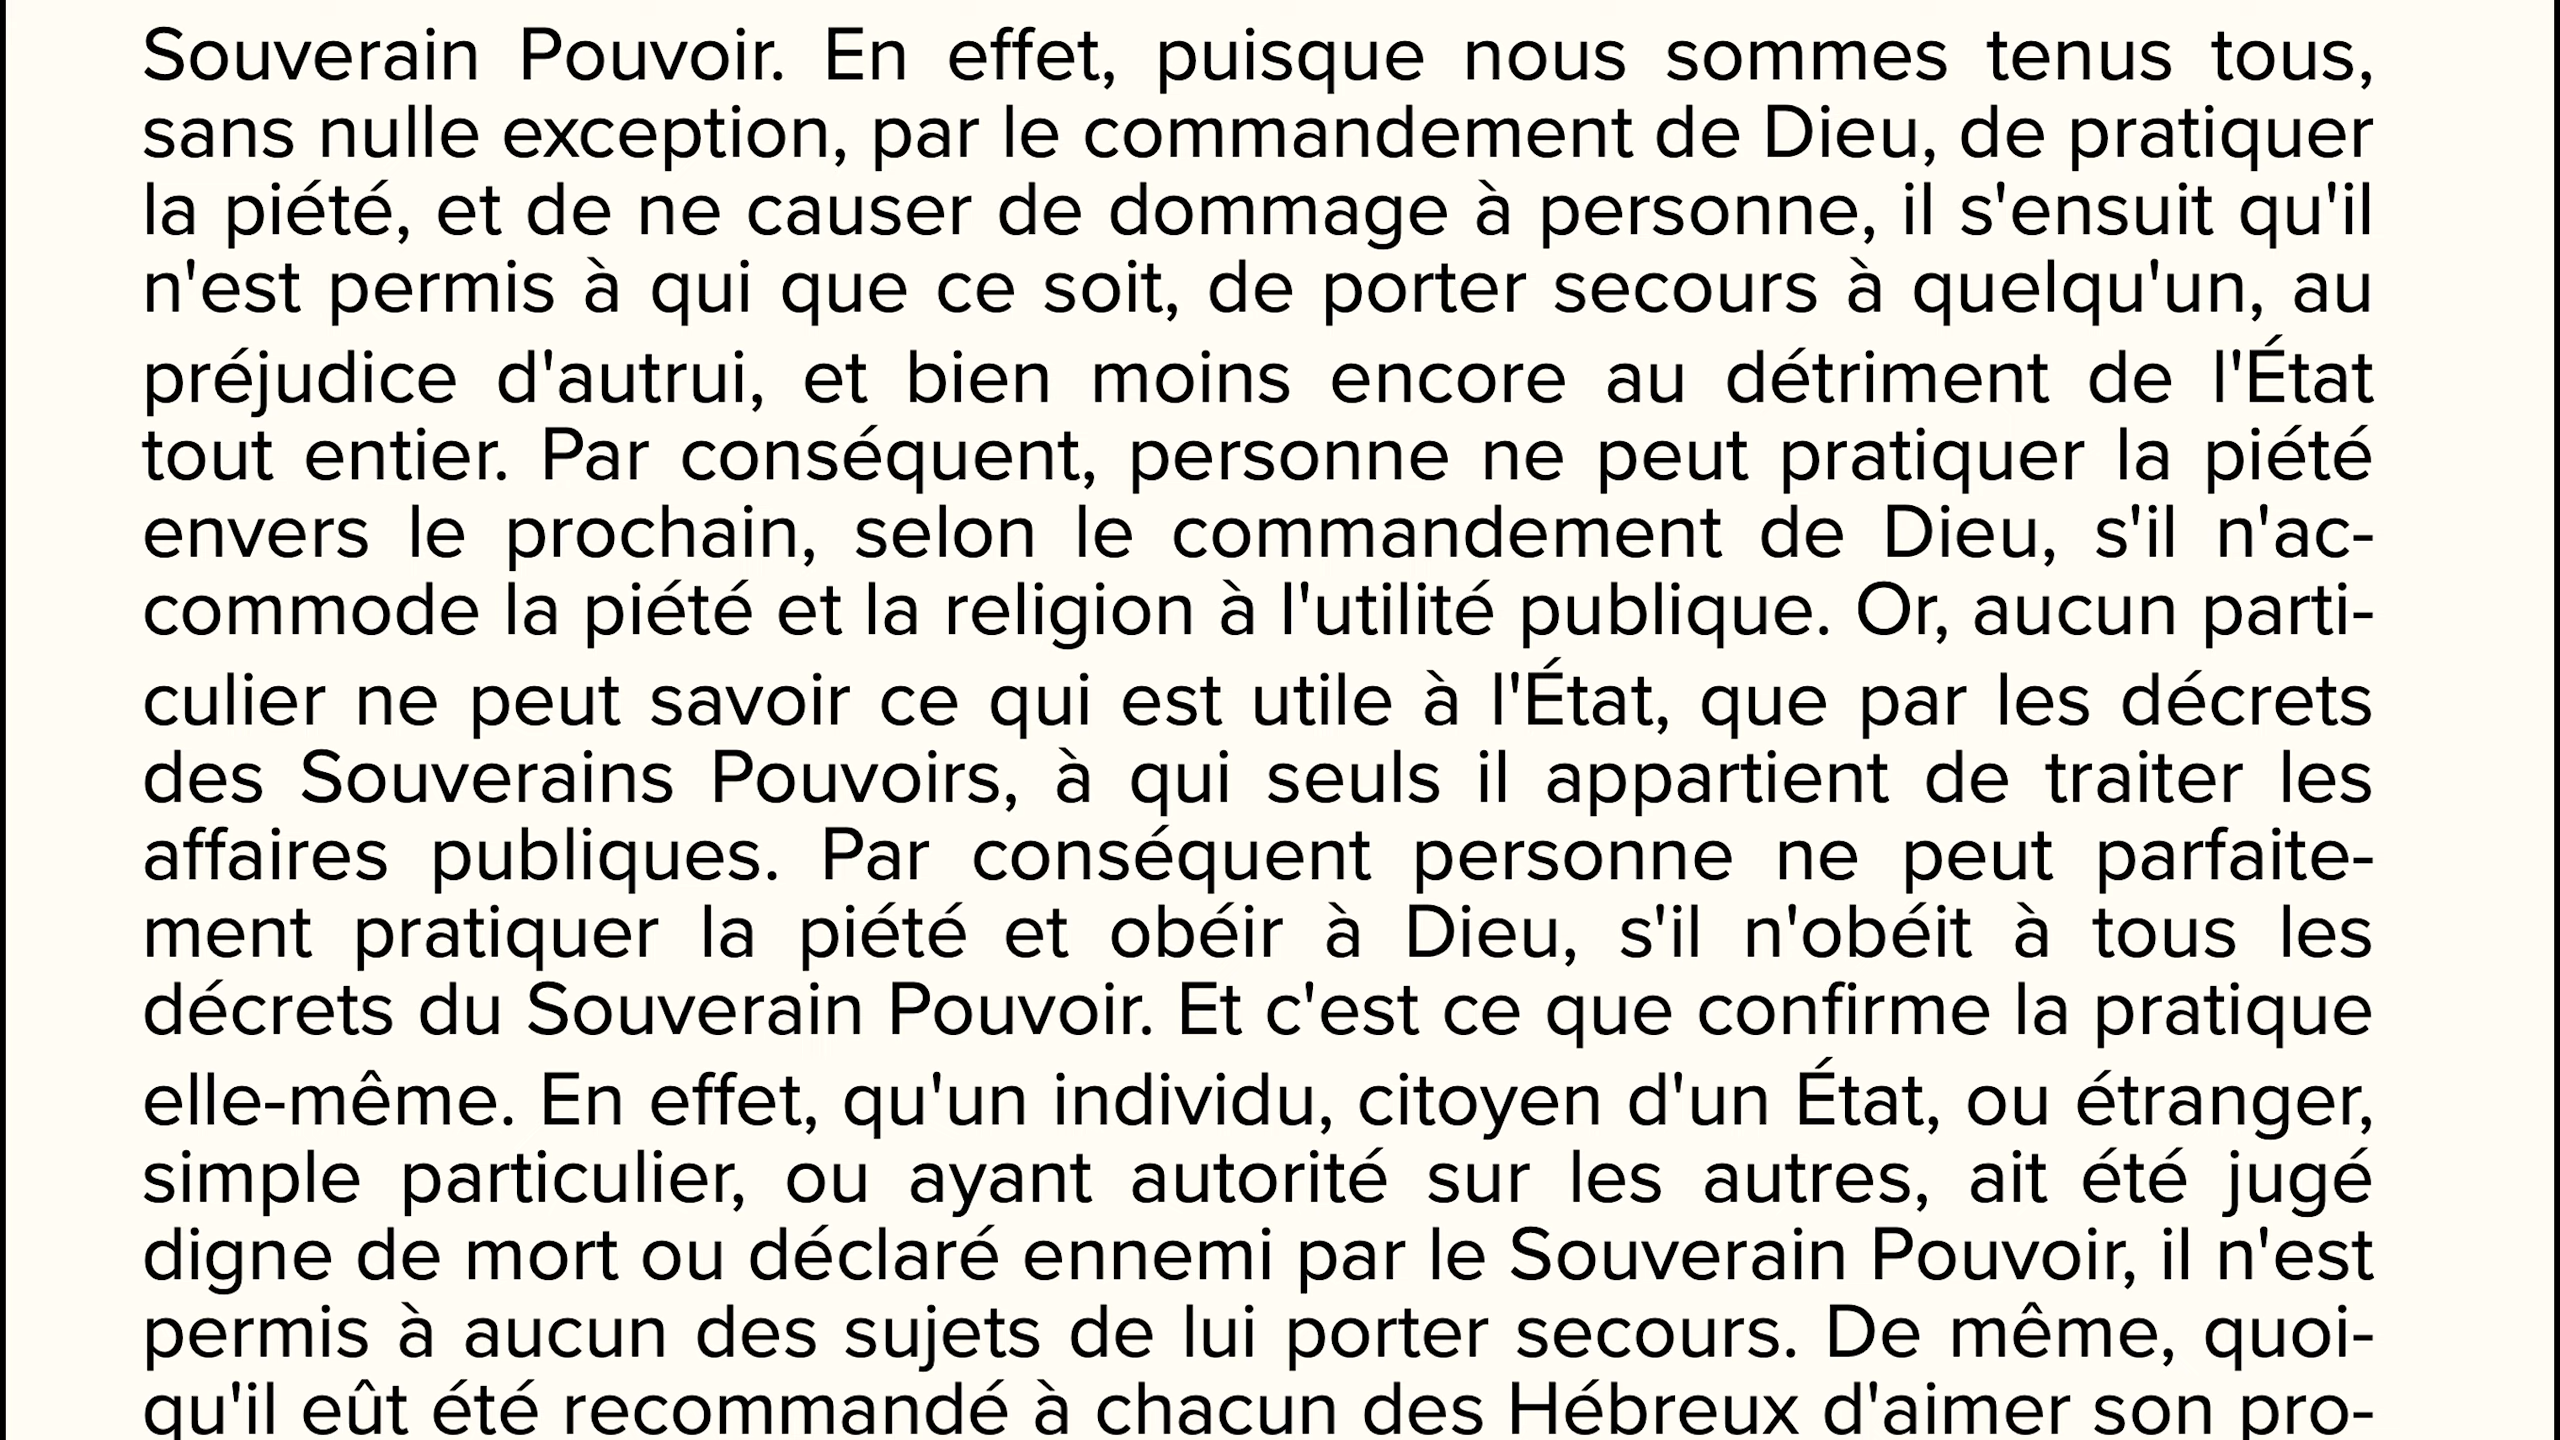 Souverain Pouvoir. En effet, puisque nous sommes tenus tous,
sans nulle exception, par le commandement de Dieu, de pratiquer
la piété, et de ne causer de dommage à personne, il s'ensuit qu'il
n'est permis à qui que ce soit, de porter secours à quelqu'un, au
préjudice d'autrui, et bien moins encore au détriment de l'État
tout entier. Par conséquent, personne ne peut pratiquer la piété
envers le prochain, selon le commandement de Dieu, s'il n'ac-
commode la piété et la religion à l'utilité publique. Or, aucun parti-
culier ne peut savoir ce qui est utile à l'État, que par les décrets
des Souverains Pouvoirs, à qui seuls il appartient de traiter les
affaires publiques. Par conséquent personne ne peut parfaite-
ment pratiquer la piété et obéir à Dieu, s'il n'obéit à tous les
décrets du Souverain Pouvoir. Et c'est ce que confirme la pratique
elle-même. En effet, qu'un individu, citoyen d'un État, ou étranger,
simple particulier, ou ayant autorité sur les autres, ait été jugé
digne de mort ou déclaré ennemi par le Souverain Pouvoir, il n'est
permis à aucun des sujets de lui porter secours. De même, quoi-
qu'il eût été recommandé à chacun des Hébreux d'aimer son pro-